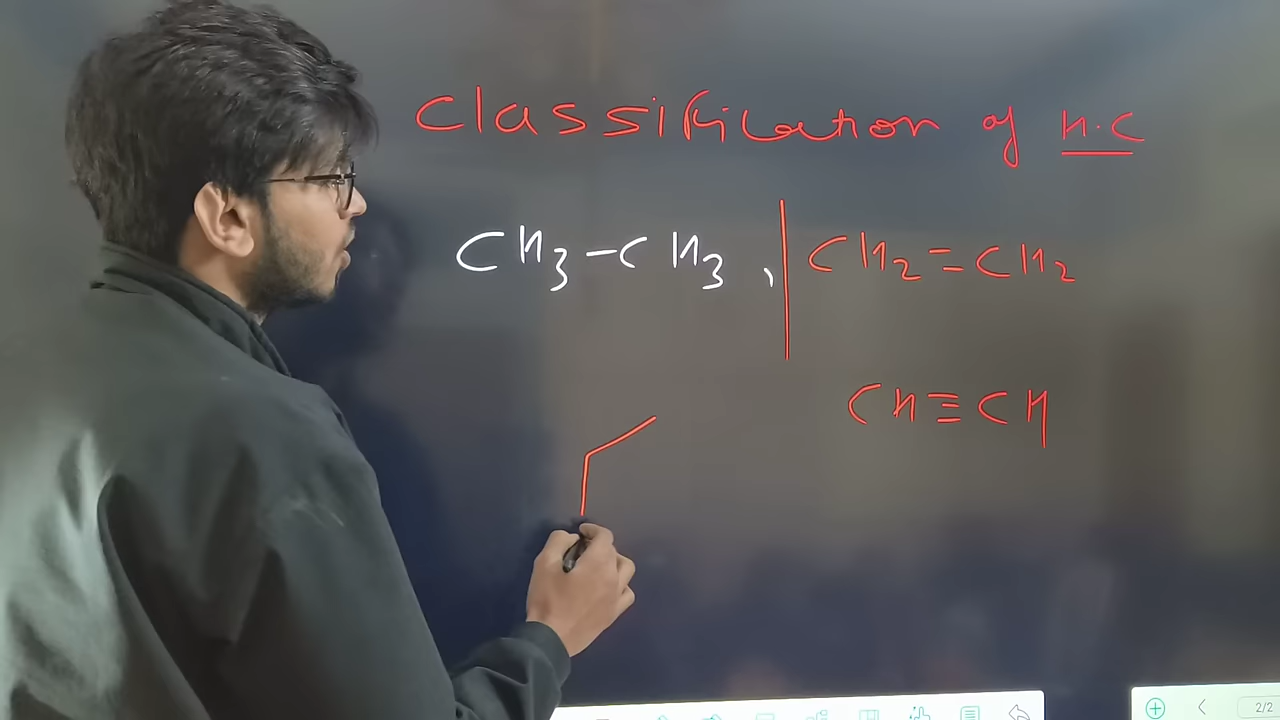 Classification of H.C
CH3-CH3, | CH2=CH2
CH≡CH
2/2